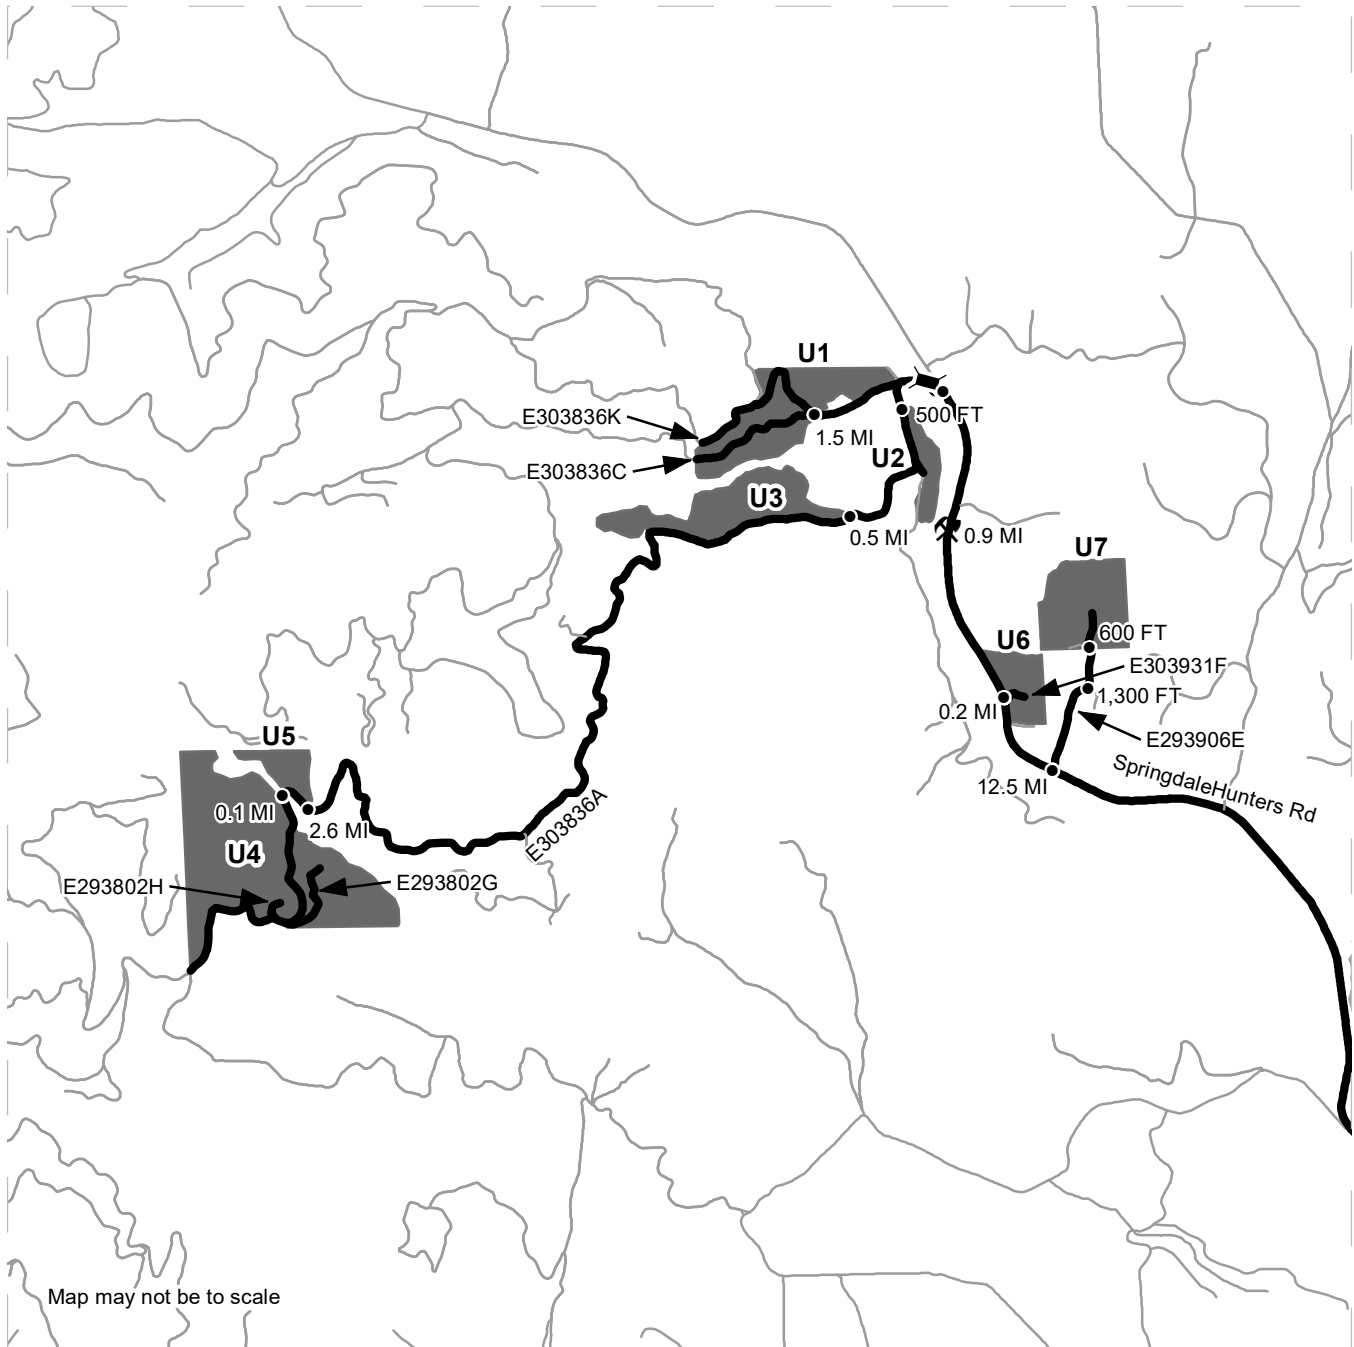 U1
E303836K
500 FT
1.5 MI
U2
E303836C
U3
0.5 MI
0.9 MI
U7
600 FT
U6
E303931F
1,300 FT
0.2 MI
E293906E
U5
SpringdaleHunters Rd
12.5 MI
0.1 MI
2.6 MI
E303836A
U4
E293802H
E293802G
Map may not be to scale